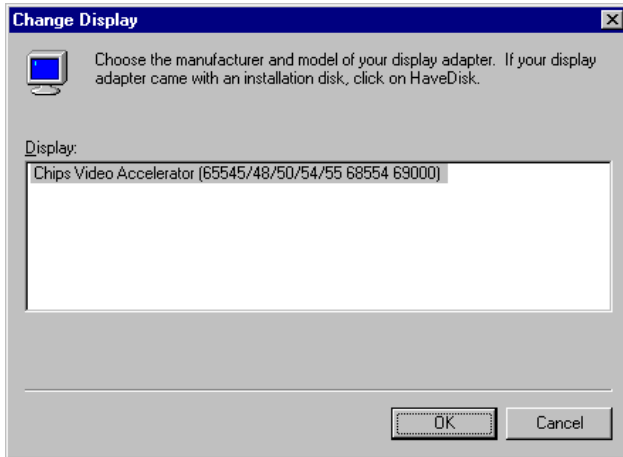 Change Display
Choose the manufacturer and model of your display adapter.  If your display
adapter came with an installation disk, click on HaveDisk.
Display:
Chips Video Accelerator (65545/48/50/54/55 68554 69000)
OK
Cancel